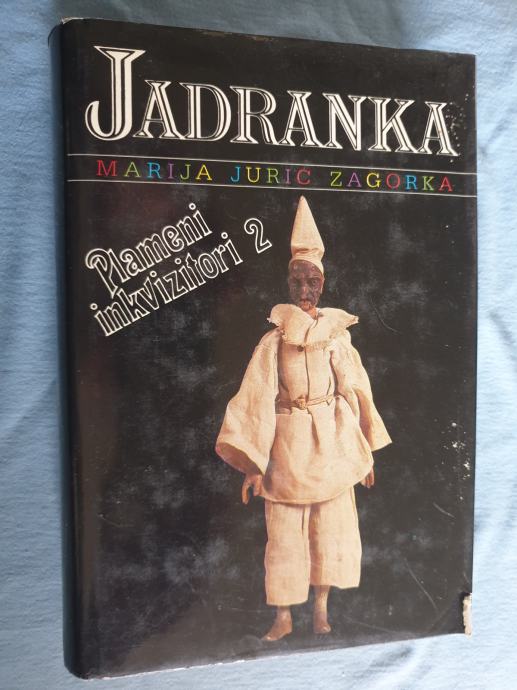 JADRANKA
MARIJA JURIĆ ZAGORKA
Plameni
inkvizitori 2